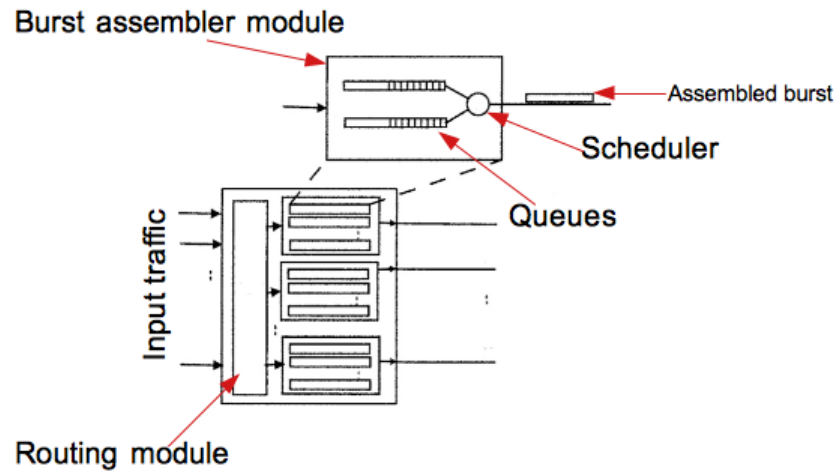 Burst assembler module
Assembled burst
Scheduler
Queues
Input traffic
Routing module